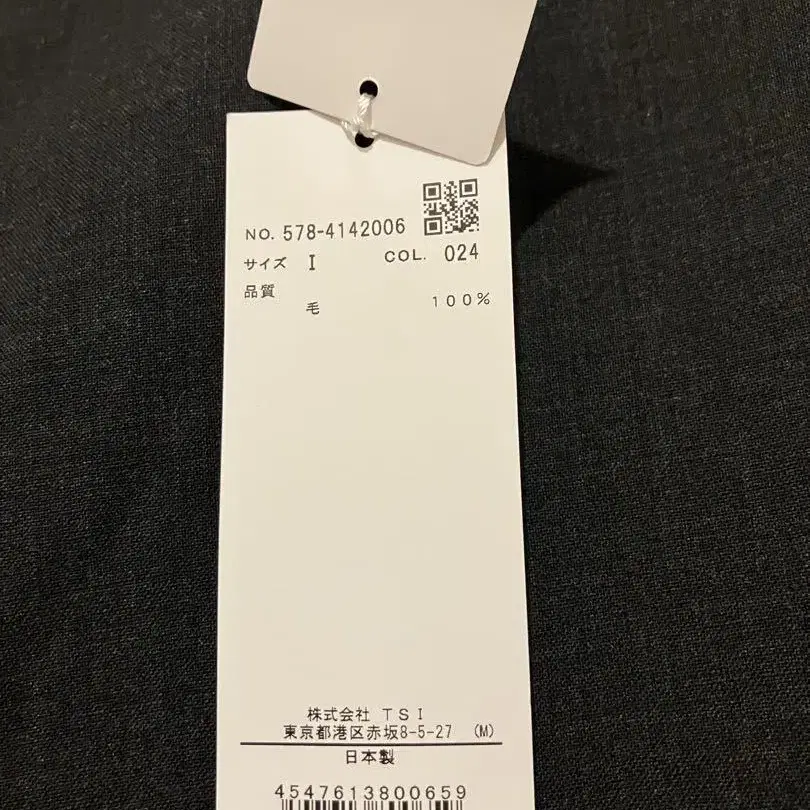 NO. 578-4142006
サイズ I COL. 024
品質
毛 100%
株式会社 TSI
東京都港区赤坂8-5-27 (M)
日本製
4547613800659